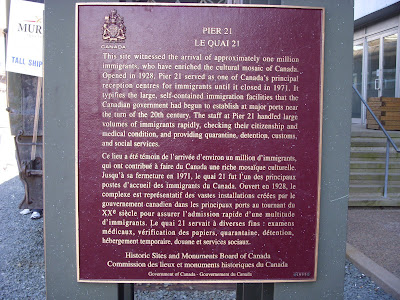 MUR
TALL SHIP
CANADA
PIER 21
LE QUAI 21
This site witnessed the arrival of approximately one million
immigrants, who have enriched the cultural mosaic of Canada.
Opened in 1928, Pier 21 served as one of Canada's principal
reception centres for immigrants until it closed in 1971. It
typifies the large, self-contained immigration facilities that the
Canadian government had begun to establish at major ports near
the turn of the 20th century. The staff at Pier 21 handled large
volumes of immigrants rapidly, checking their citizenship and
medical condition, and providing quarantine, detention, customs,
and social services.
Ce lieu a été témoin de l'arrivée d'environ un million d'immigrants,
qui ont contribué à faire du Canada une riche mosaïque culturelle.
Jusqu'à sa fermeture en 1971, le quai 21 fut l'un des principaux
postes d'accueil des immigrants du Canada. Ouvert en 1928, le
complexe est représentatif des vastes installations créées par le
gouvernement canadien dans les principaux ports au tournant du
XXe siècle pour assurer l'admission rapide d'une multitude
d'immigrants. Le quai 21 servait à diverses fins : examens
médicaux, vérification des papiers, quarantaine, détention,
hébergement temporaire, douane et services sociaux.
Historic Sites and Monuments Board of Canada
Commission des lieux et monuments historiques du Canada
Government of Canada - Gouvernement du Canada